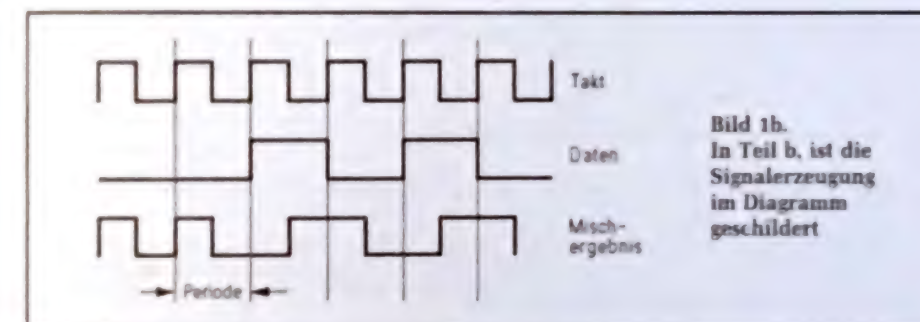 Takt
Daten
Misch-
ergebnis
Periode
Bild 1b.
In Teil b. ist die
Signalerzeugung
im Diagramm
geschildert